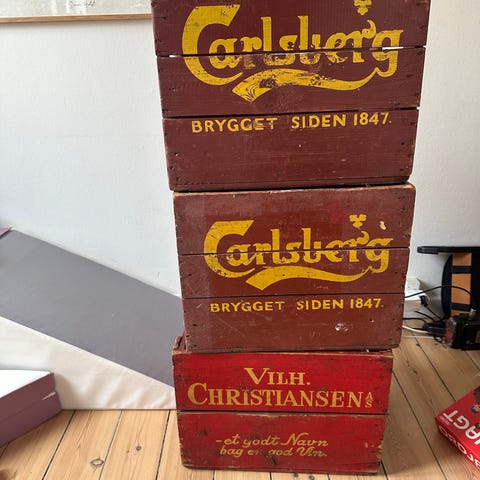 Carlsberg
BRYGGET SIDEN 1847.
Carlsberg
BRYGGET SIDEN 1847.
VILH.
CHRISTIANSEN A/S
- et godt Navn
bag en god Vin.